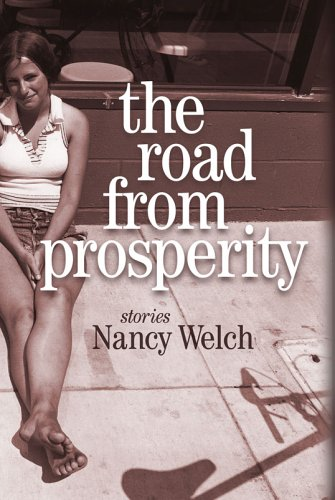 the
road
from
prosperity
stories
Nancy Welch